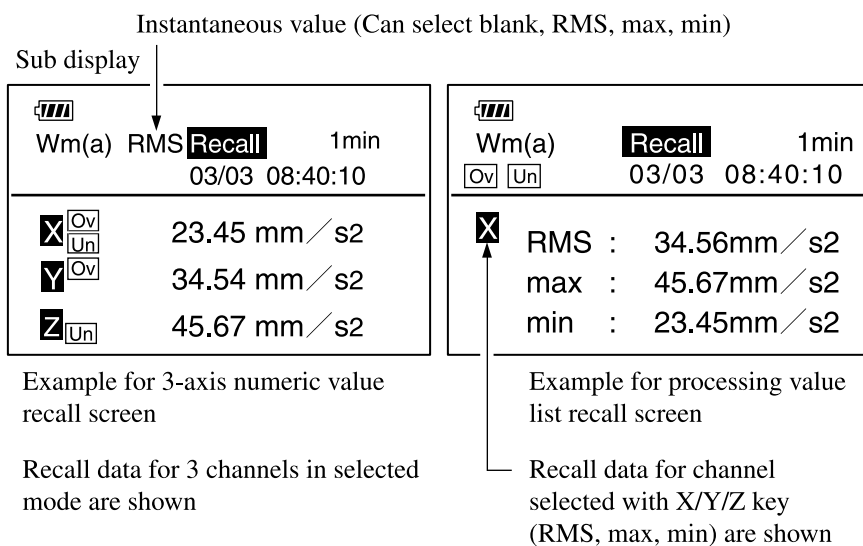 Instantaneous value (Can select blank, RMS, max, min)
Sub display
Wm(a) RMS Recall 1min
03/03 08:40:10
X Ov Un 23.45 mm/s2
Y Ov 34.54 mm/s2
Z Un 45.67 mm/s2
Example for 3-axis numeric value
recall screen
Recall data for 3 channels in selected
mode are shown
Wm(a) Recall 1min
Ov Un 03/03 08:40:10
X RMS : 34.56mm/s2
max : 45.67mm/s2
min : 23.45mm/s2
Example for processing value
list recall screen
Recall data for channel
selected with X/Y/Z key
(RMS, max, min) are shown